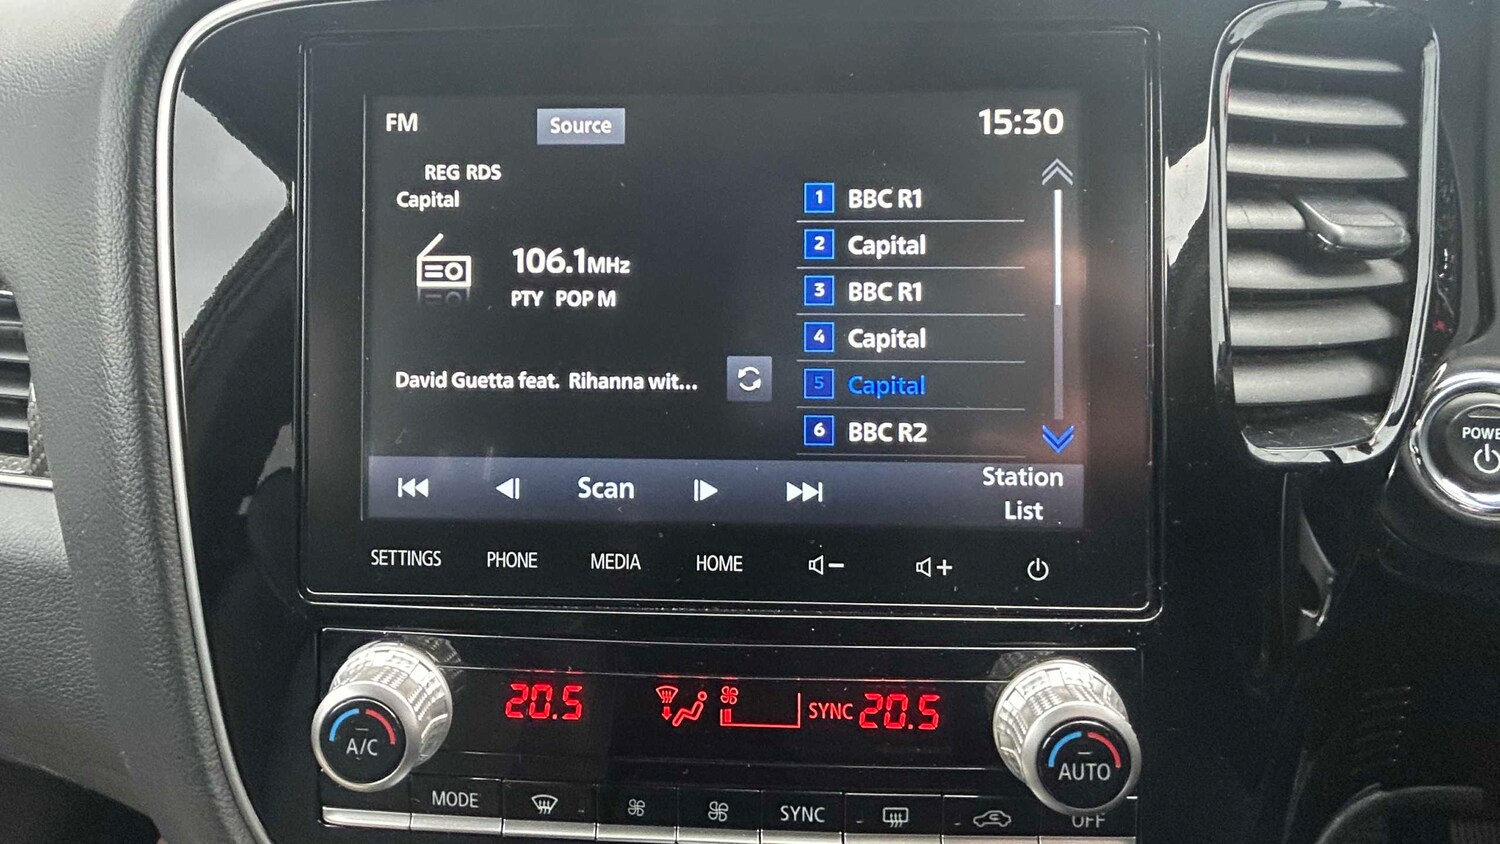 FM
Source
15:30
REG RDS
Capital
106.1MHz
PTY POP M
David Guetta feat. Rihanna wit...
1 BBC R1
2 Capital
3 BBC R1
4 Capital
5 Capital
6 BBC R2
Scan
Station
List
SETTINGS
PHONE
MEDIA
HOME
20.5
SYNC
20.5
A/C
AUTO
MODE
SYNC
OFF
POWE